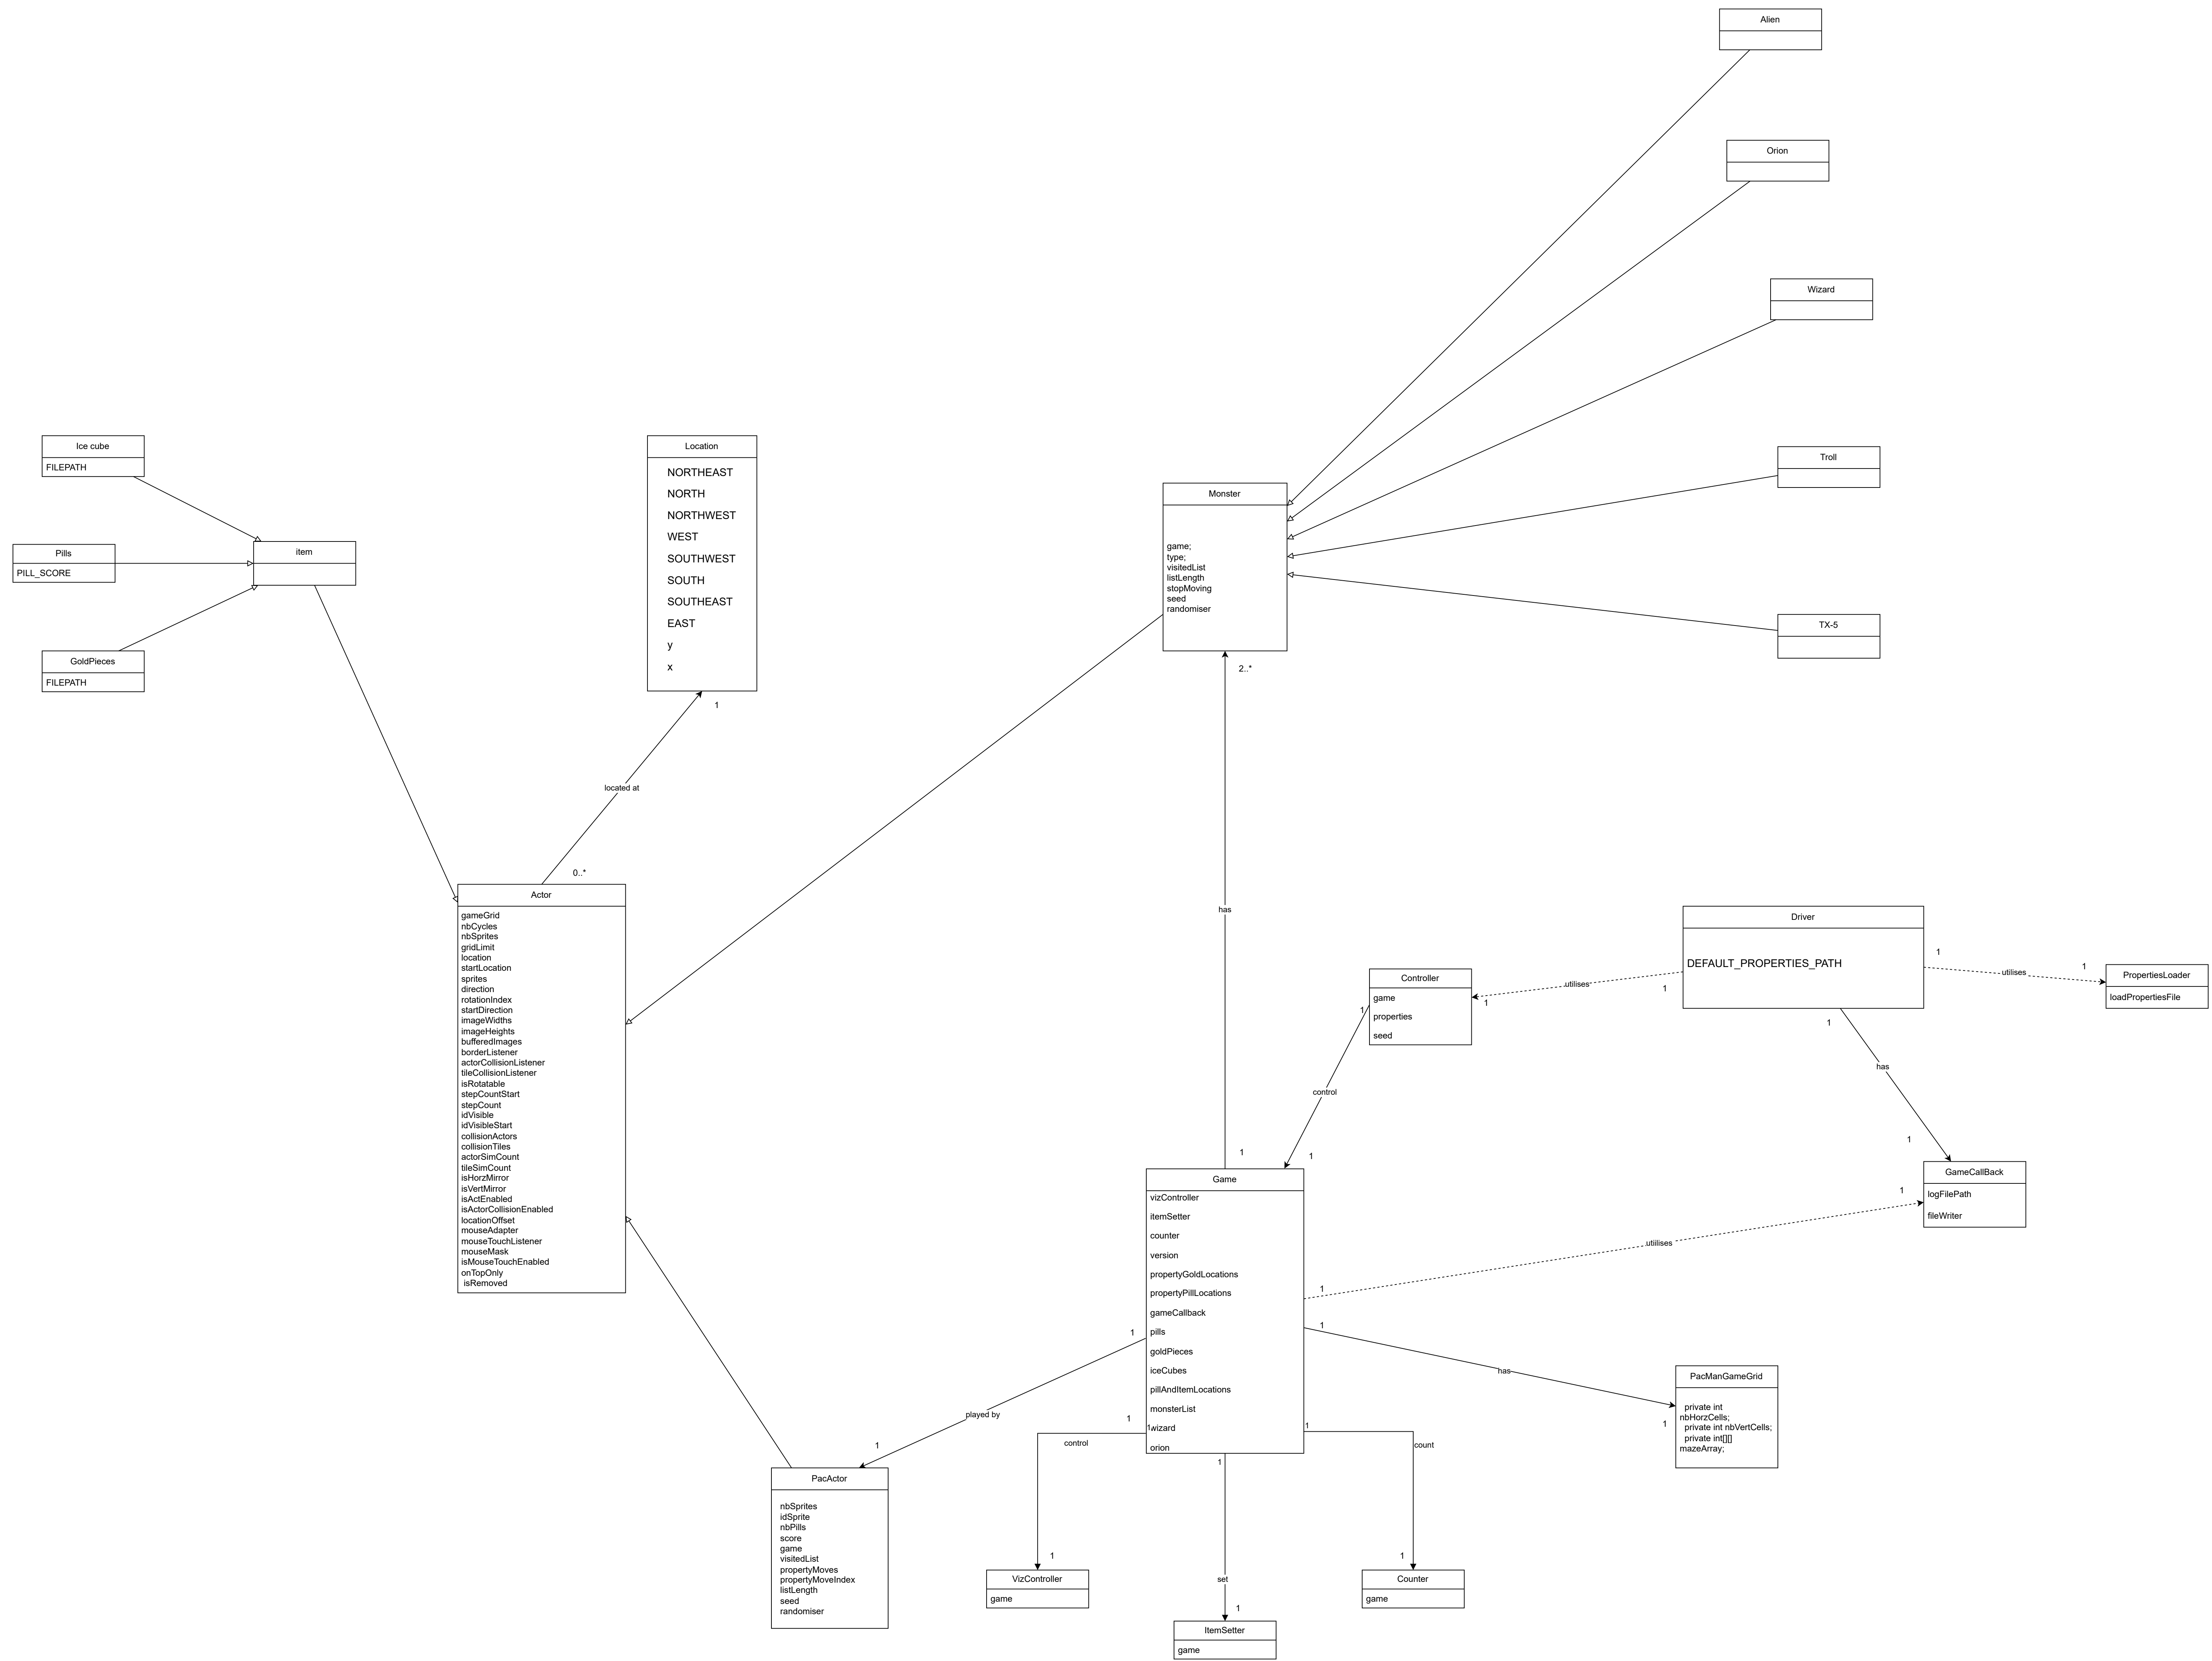 Alien
Orion
Wizard
Troll
TX-5
Ice cube
FILEPATH
Pills
PILL_SCORE
GoldPieces
FILEPATH
item
Location
NORTHEAST
NORTH
NORTHWEST
WEST
SOUTHWEST
SOUTH
SOUTHEAST
EAST
y
x
1
located at
0..*
Monster
game;
type;
visitedList
listLength
stopMoving
seed
randomiser
2..*
has
1
Actor
gameGrid
nbCycles
nbSprites
gridLimit
location
startLocation
sprites
direction
rotationIndex
startDirection
imageWidths
imageHeights
bufferedImages
borderListener
actorCollisionListener
tileCollisionListener
isRotatable
stepCountStart
stepCount
idVisible
idVisibleStart
collisionActors
collisionTiles
actorSimCount
tileSimCount
isHorzMirror
isVertMirror
isActEnabled
isActorCollisionEnabled
locationOffset
mouseAdapter
mouseTouchListener
mouseMask
isMouseTouchEnabled
onTopOnly
isRemoved
Driver
DEFAULT_PROPERTIES_PATH
1
utilises
1
PropertiesLoader
loadPropertiesFile
1
utilises
1
Controller
game
properties
seed
1
control
1
1
has
1
GameCallBack
logFilePath
fileWriter
1
utiilises
1
Game
vizController
itemSetter
counter
version
propertyGoldLocations
propertyPillLocations
gameCallback
pills
goldPieces
iceCubes
pillAndItemLocations
monsterList
wizard
orion
1
has
1
PacManGameGrid
private int
nbHorzCells;
private int nbVertCells;
private int[][]
mazeArray;
1
played by
1
PacActor
nbSprites
idSprite
nbPills
score
game
visitedList
propertyMoves
propertyMoveIndex
listLength
seed
randomiser
1
1
control
1
VizController
game
1
set
1
ItemSetter
game
1
count
1
Counter
game